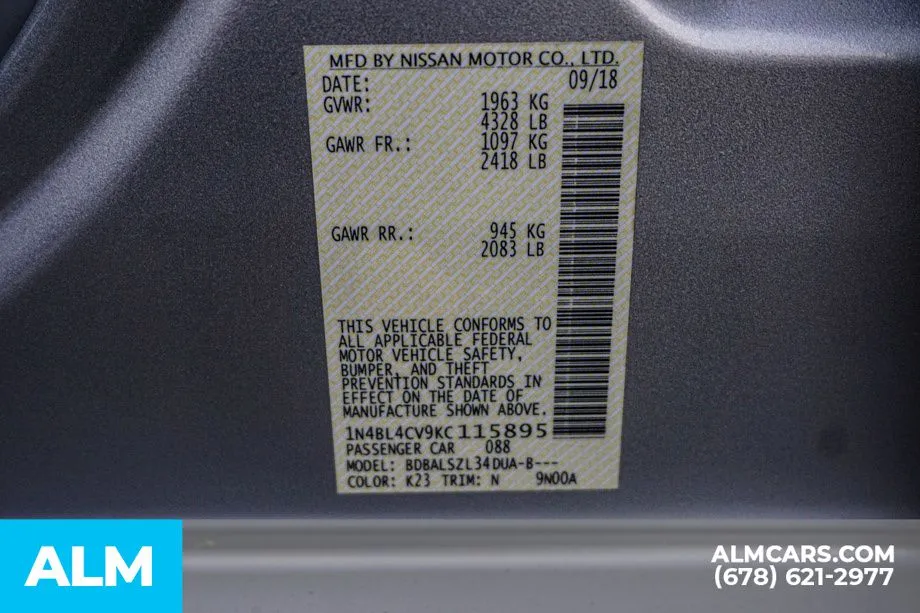 MFD BY NISSAN MOTOR CO., LTD.
DATE: 09/18
GVWR: 1963 KG
4328 LB
GAWR FR.: 1097 KG
2418 LB
GAWR RR.: 945 KG
2083 LB
THIS VEHICLE CONFORMS TO
ALL APPLICABLE FEDERAL
MOTOR VEHICLE SAFETY,
BUMPER, AND THEFT
PREVENTION STANDARDS IN
EFFECT ON THE DATE OF
MANUFACTURE SHOWN ABOVE.
1N4BL4CV9KC115895
PASSENGER CAR 088
MODEL: BDBALSZL34DUA-B---
COLOR: K23 TRIM: N 9N00A
ALM
ALMCARS.COM
(678) 621-2977